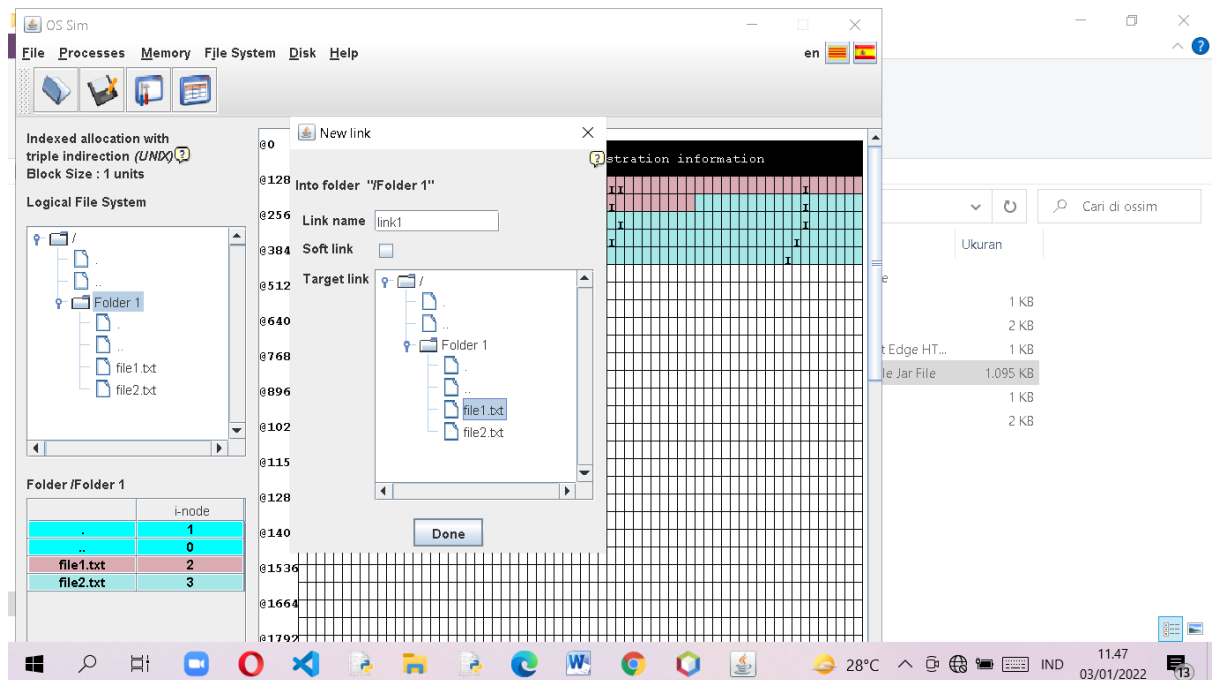 OS Sim
File Processes Memory File System Disk Help
en
Indexed allocation with
triple indirection (UNIX)
Block Size : 1 units
Logical File System
/
.
..
Folder 1
.
..
file1.txt
file2.txt
Folder /Folder 1
i-node
. 1
.. 0
file1.txt 2
file2.txt 3
@0
@128
@256
@384
@512
@640
@768
@896
@102
@115
@128
@140
@1536
@1664
@1792
stration information
I I I
I I
I I
I I
I
New link
Into folder "/Folder 1"
Link name link1
Soft link
Target link
/
.
..
Folder 1
.
..
file1.txt
file2.txt
Done
Cari di ossim
Ukuran
e
1 KB
2 KB
t Edge HT... 1 KB
le Jar File 1.095 KB
1 KB
2 KB
28°C
IND
11.47
03/01/2022
13